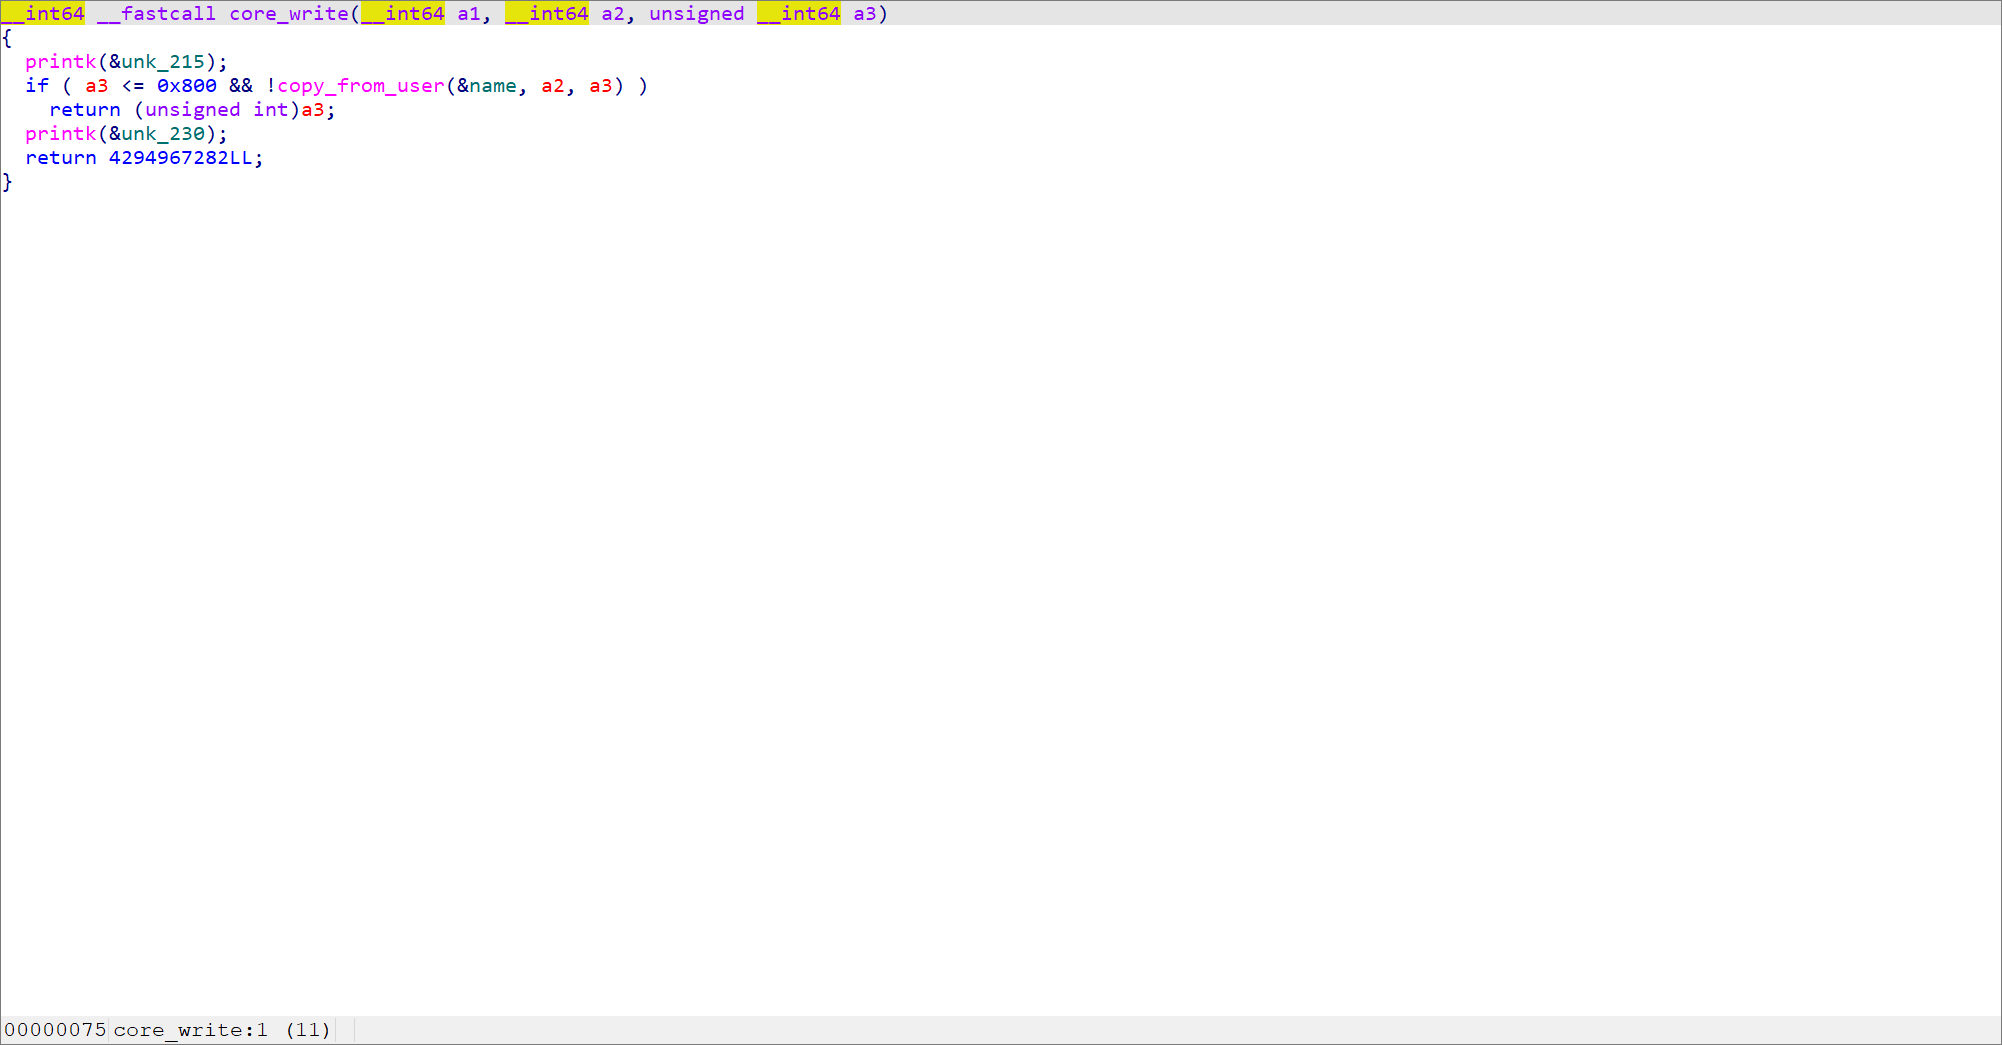 __int64 __fastcall core_write(__int64 a1, __int64 a2, unsigned __int64 a3)
{
  printk(&unk_215);
  if ( a3 <= 0x800 && !copy_from_user(&name, a2, a3) )
    return (unsigned int)a3;
  printk(&unk_230);
  return 4294967282LL;
}
00000075 core_write:1 (11)